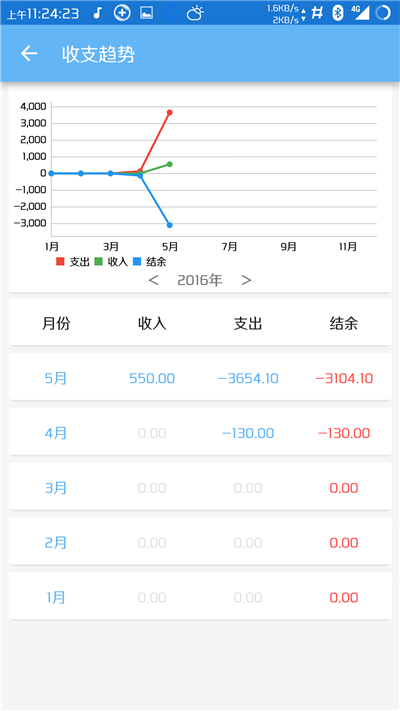 上午11:24:23 1.6KB/s 2KB/s 4G
收支趋势
4,000
3,000
2,000
1,000
0
−1,000
−2,000
−3,000
1月 3月 5月 7月 9月 11月
支出 收入 结余
< 2016年 >
月份 收入 支出 结余
5月 550.00 −3654.10 −3104.10
4月 0.00 −130.00 −130.00
3月 0.00 0.00 0.00
2月 0.00 0.00 0.00
1月 0.00 0.00 0.00